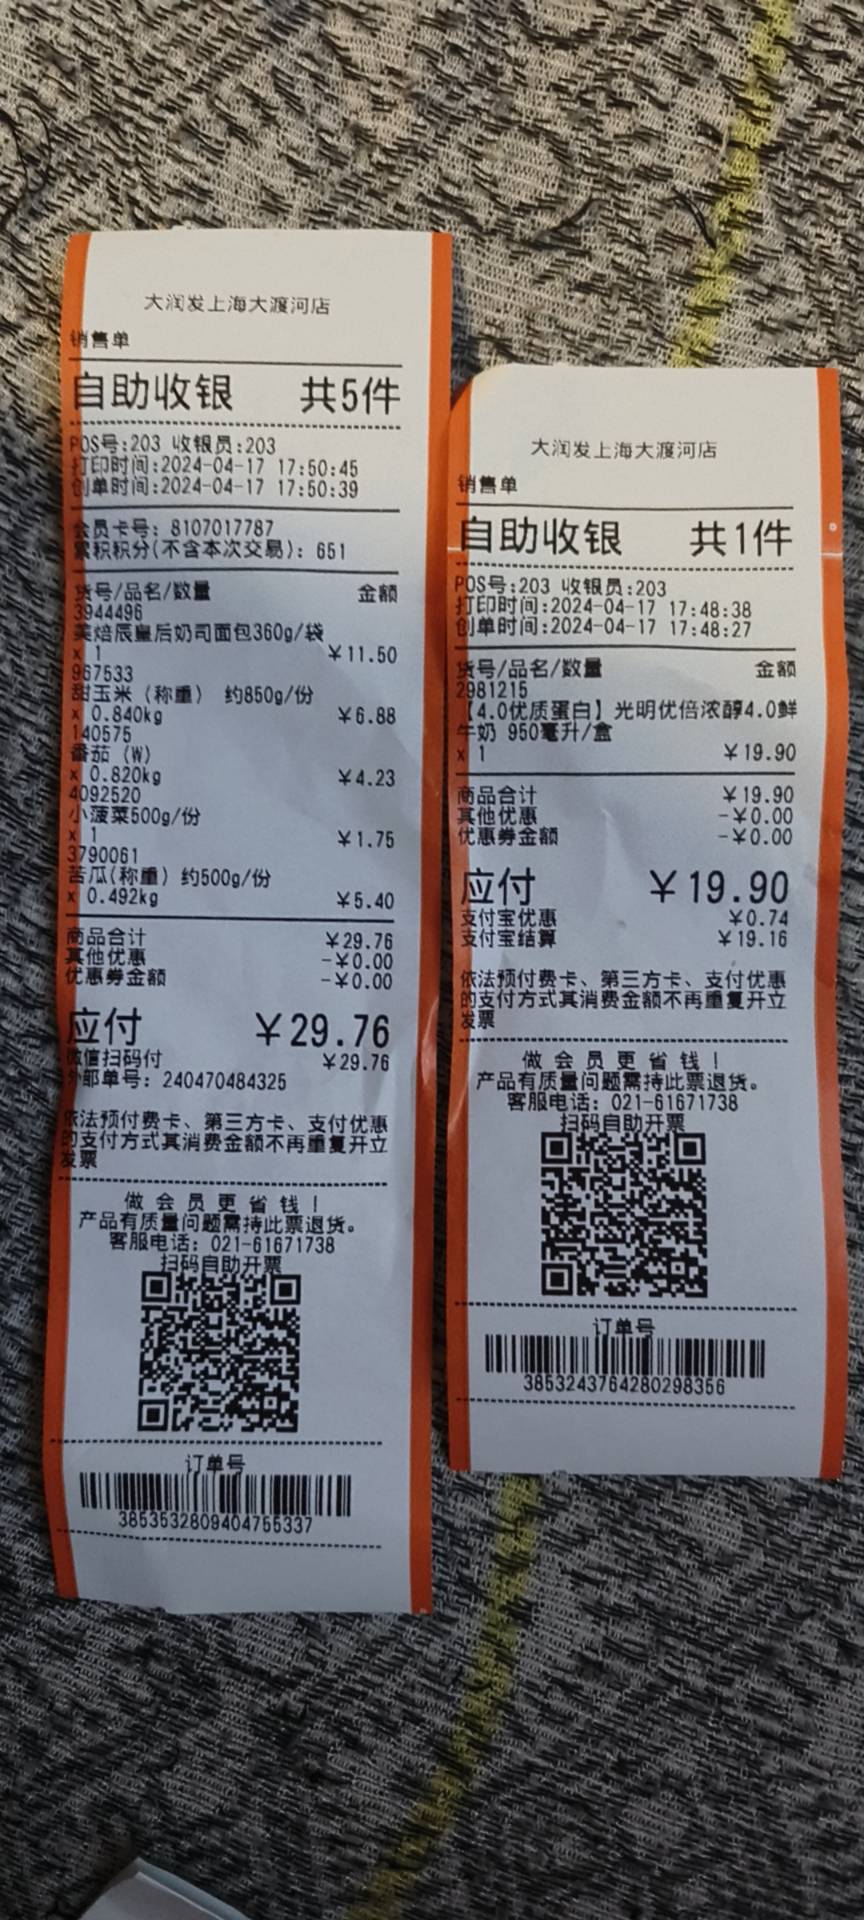 大润发上海大渡河店
销售单
自助收银 共5件
POS号:203 收银员:203
打印时间:2024-04-17 17:50:45
创单时间:2024-04-17 17:50:39
会员卡号: 8107017787
累积积分(不含本次交易): 651
货号/品名/数量 金额
3944496
美焙辰皇后奶司面包360g/袋
x 1 ¥11.50
967533
甜玉米(称重) 约850g/份
x 0.840kg ¥6.88
140575
番茄(W)
x 0.820kg ¥4.23
4092520
小菠菜500g/份
x 1 ¥1.75
3790061
苦瓜(称重)约500g/份
x 0.492kg ¥5.40
商品合计 ¥29.76
其他优惠 -¥0.00
优惠券金额 -¥0.00
应付 ¥29.76
微信扫码付 ¥29.76
外部单号: 240470484325
依法预付费卡、第三方卡、支付优惠
的支付方式其消费金额不再重复开立
发票
做会员更省钱!
产品有质量问题需持此票退货。
客服电话: 021-61671738
扫码自助开票
订单号
3853532809404755337
大润发上海大渡河店
销售单
自助收银 共1件
POS号:203 收银员:203
打印时间:2024-04-17 17:48:38
创单时间:2024-04-17 17:48:27
货号/品名/数量 金额
2981215
【4.0优质蛋白】光明优倍浓醇4.0鲜
牛奶 950毫升/盒
x 1 ¥19.90
商品合计 ¥19.90
其他优惠 -¥0.00
优惠券金额 -¥0.00
应付 ¥19.90
支付宝优惠 ¥0.74
支付宝结算 ¥19.16
依法预付费卡、第三方卡、支付优惠
的支付方式其消费金额不再重复开立
发票
做会员更省钱!
产品有质量问题需持此票退货。
客服电话: 021-61671738
扫码自助开票
订单号
3853243764280298356